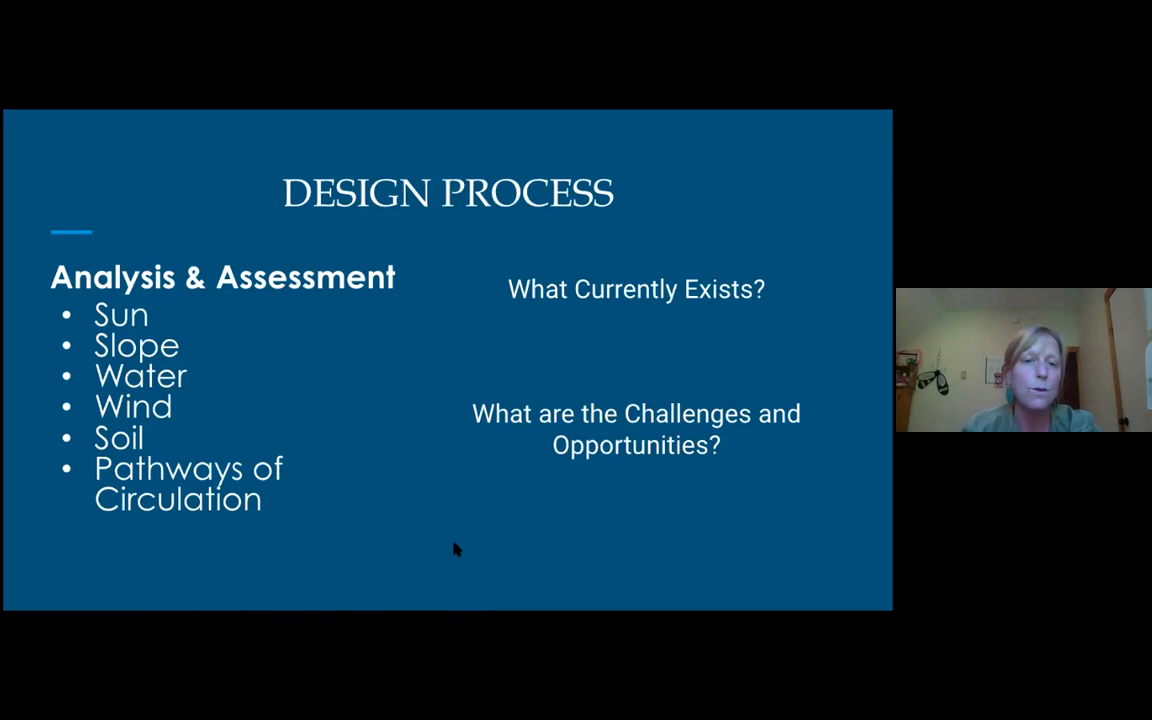 DESIGN PROCESS
Analysis & Assessment
• Sun
• Slope
• Water
• Wind
• Soil
• Pathways of
Circulation
What Currently Exists?
What are the Challenges and
Opportunities?